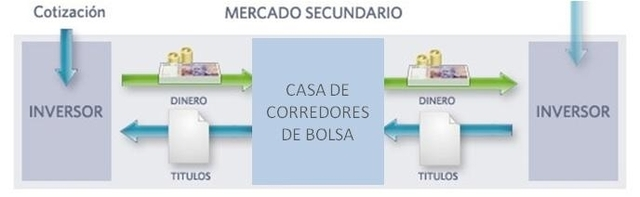 Cotización
MERCADO SECUNDARIO
INVERSOR
DINERO
TITULOS
CASA DE
CORREDORES
DE BOLSA
DINERO
TITULOS
INVERSOR